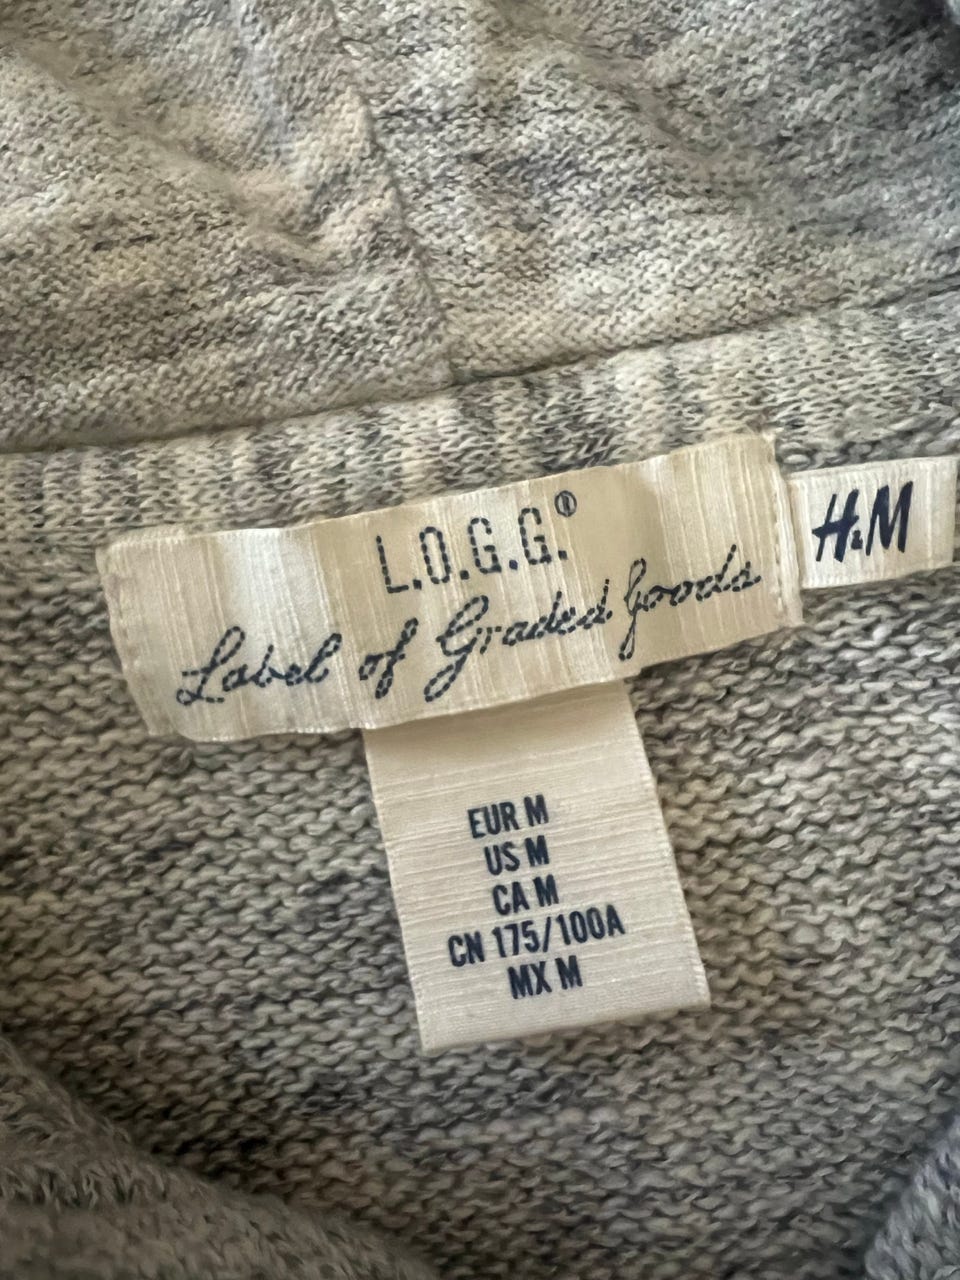 L.O.G.G.®
Label of Graded Goods
H&M
EUR M
US M
CA M
CN 175/100A
MX M